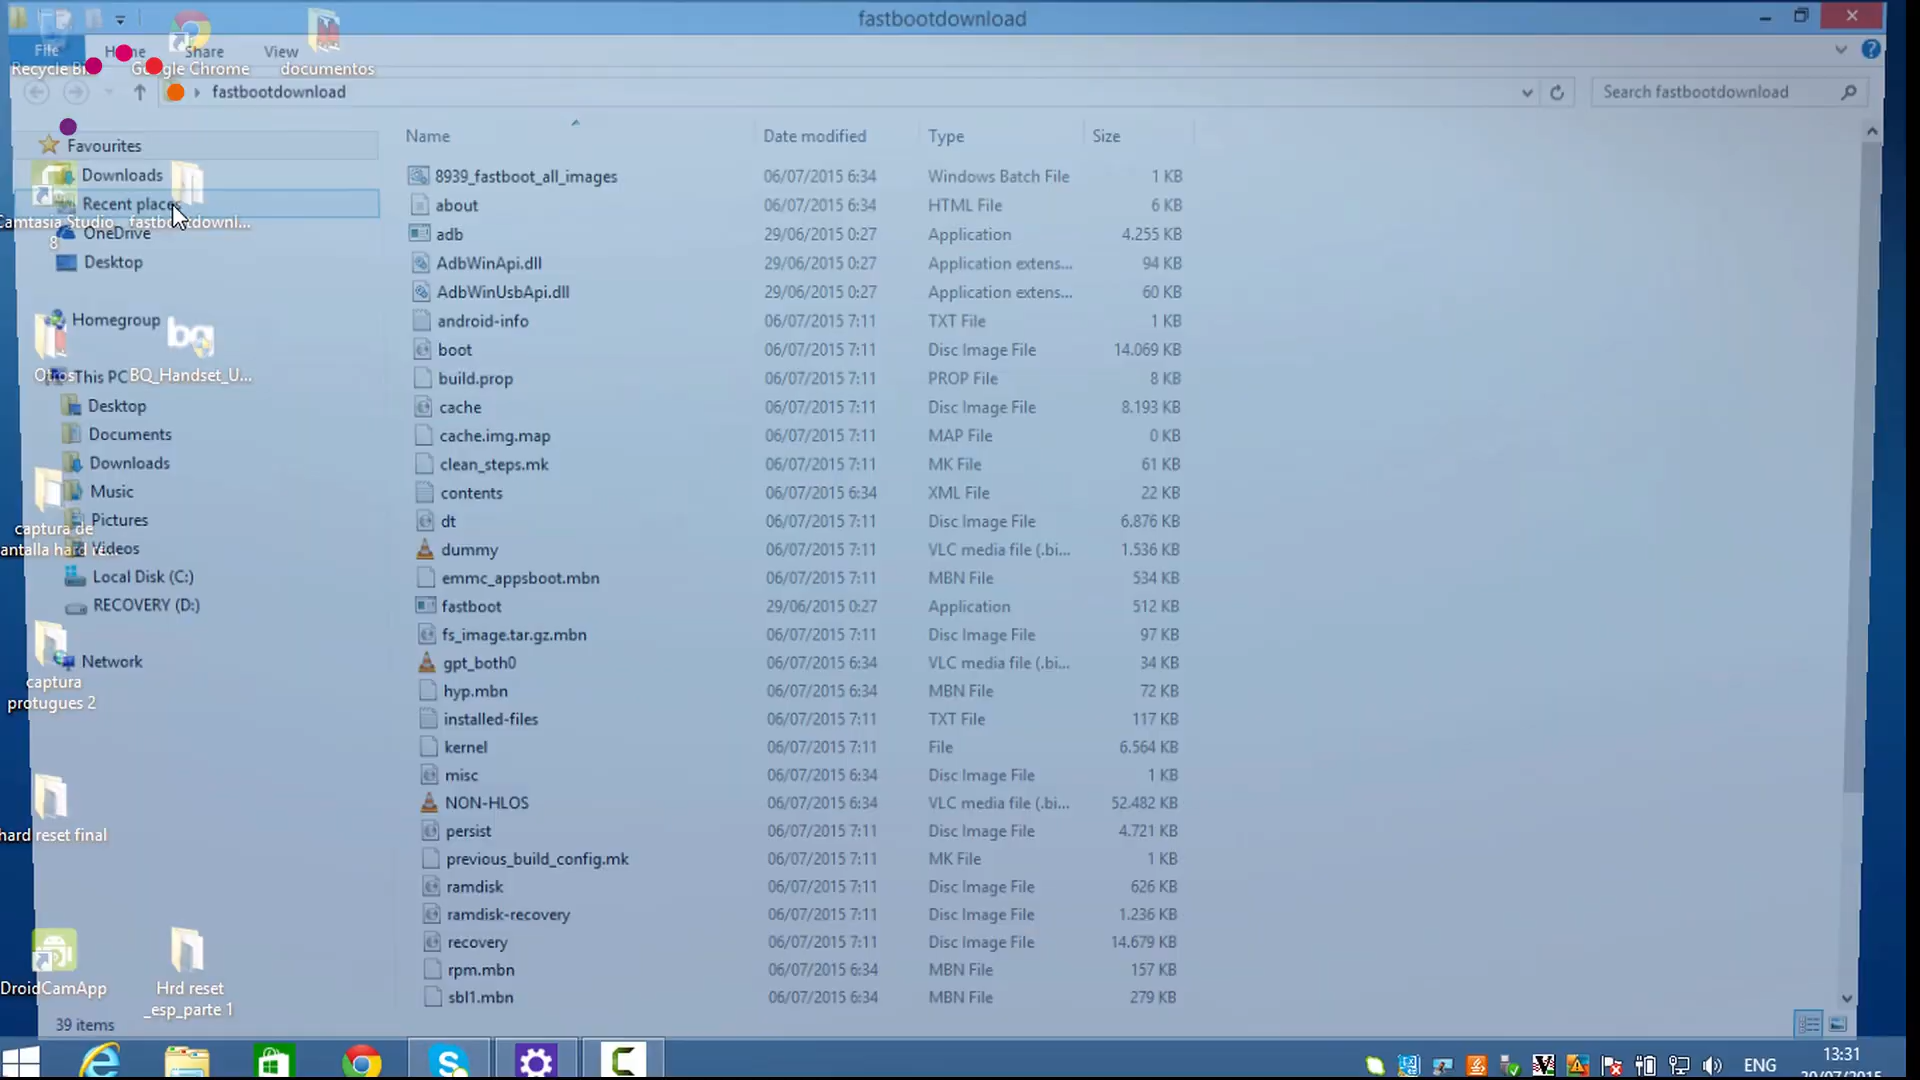 fastbootdownload
File Home Share View
Recycle Bi Google Chrome documentos
fastbootdownload Search fastbootdownload
Favourites
Downloads
Recent places
Camtasia Studio 8
fastbootdownl...
OneDrive
Desktop
Homegroup
Otros
This PC
bq
BQ_Handset_U...
Desktop
Documents
Downloads
Music
Pictures
captura de
antalla hard re...
Videos
Local Disk (C:)
RECOVERY (D:)
Network
captura
protugues 2
hard reset final
DroidCamApp
Hrd reset
_esp_parte 1
Name Date modified Type Size
8939_fastboot_all_images 06/07/2015 6:34 Windows Batch File 1 KB
about 06/07/2015 6:34 HTML File 6 KB
adb 29/06/2015 0:27 Application 4.255 KB
AdbWinApi.dll 29/06/2015 0:27 Application extens... 94 KB
AdbWinUsbApi.dll 29/06/2015 0:27 Application extens... 60 KB
android-info 06/07/2015 7:11 TXT File 1 KB
boot 06/07/2015 7:11 Disc Image File 14.069 KB
build.prop 06/07/2015 7:11 PROP File 8 KB
cache 06/07/2015 7:11 Disc Image File 8.193 KB
cache.img.map 06/07/2015 7:11 MAP File 0 KB
clean_steps.mk 06/07/2015 7:11 MK File 61 KB
contents 06/07/2015 6:34 XML File 22 KB
dt 06/07/2015 7:11 Disc Image File 6.876 KB
dummy 06/07/2015 7:11 VLC media file (.bi... 1.536 KB
emmc_appsboot.mbn 06/07/2015 7:11 MBN File 534 KB
fastboot 29/06/2015 0:27 Application 512 KB
fs_image.tar.gz.mbn 06/07/2015 7:11 Disc Image File 97 KB
gpt_both0 06/07/2015 6:34 VLC media file (.bi... 34 KB
hyp.mbn 06/07/2015 6:34 MBN File 72 KB
installed-files 06/07/2015 7:11 TXT File 117 KB
kernel 06/07/2015 7:11 File 6.564 KB
misc 06/07/2015 6:34 Disc Image File 1 KB
NON-HLOS 06/07/2015 6:34 VLC media file (.bi... 52.482 KB
persist 06/07/2015 7:11 Disc Image File 4.721 KB
previous_build_config.mk 06/07/2015 7:11 MK File 1 KB
ramdisk 06/07/2015 7:11 Disc Image File 626 KB
ramdisk-recovery 06/07/2015 7:11 Disc Image File 1.236 KB
recovery 06/07/2015 7:11 Disc Image File 14.679 KB
rpm.mbn 06/07/2015 6:34 MBN File 157 KB
sbl1.mbn 06/07/2015 6:34 MBN File 279 KB
39 items
ENG 13:31